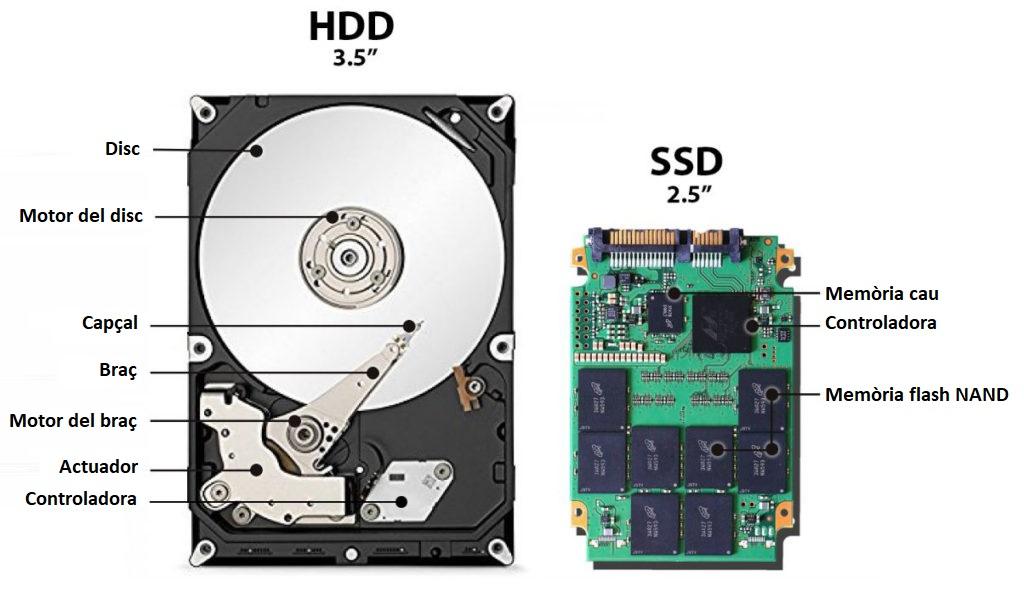 HDD
3.5”
Disc
Motor del disc
Capçal
Braç
Motor del braç
Actuador
Controladora
SSD
2.5”
Memòria cau
Controladora
Memòria flash NAND